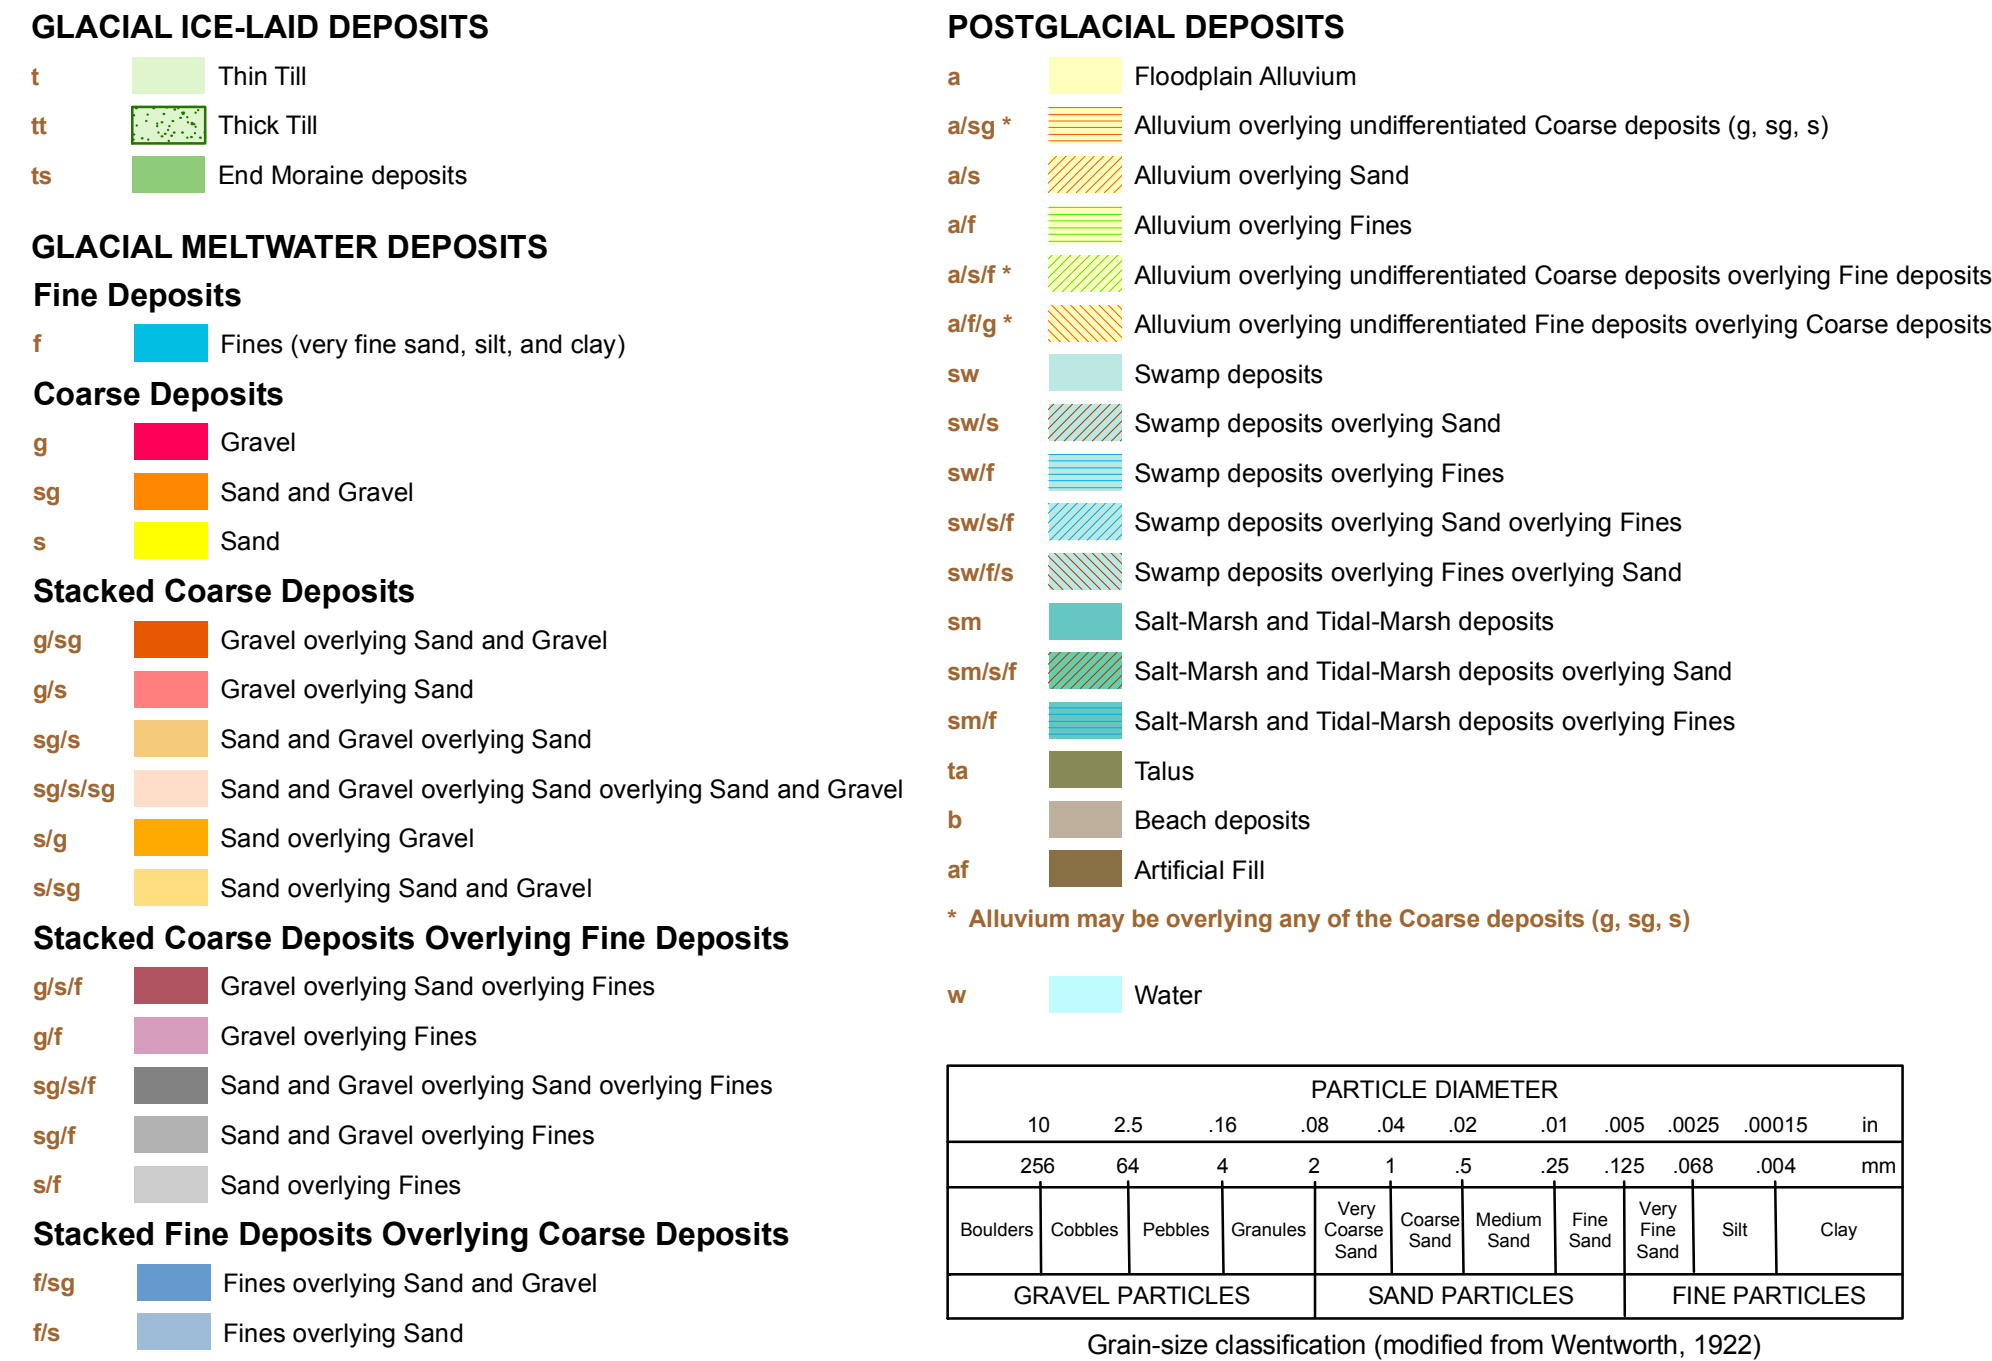 GLACIAL ICE-LAID DEPOSITS
t Thin Till
tt Thick Till
ts End Moraine deposits
GLACIAL MELTWATER DEPOSITS
Fine Deposits
f Fines (very fine sand, silt, and clay)
Coarse Deposits
g Gravel
sg Sand and Gravel
s Sand
Stacked Coarse Deposits
g/sg Gravel overlying Sand and Gravel
g/s Gravel overlying Sand
sg/s Sand and Gravel overlying Sand
sg/s/sg Sand and Gravel overlying Sand overlying Sand and Gravel
s/g Sand overlying Gravel
s/sg Sand overlying Sand and Gravel
Stacked Coarse Deposits Overlying Fine Deposits
g/s/f Gravel overlying Sand overlying Fines
g/f Gravel overlying Fines
sg/s/f Sand and Gravel overlying Sand overlying Fines
sg/f Sand and Gravel overlying Fines
s/f Sand overlying Fines
Stacked Fine Deposits Overlying Coarse Deposits
f/sg Fines overlying Sand and Gravel
f/s Fines overlying Sand
POSTGLACIAL DEPOSITS
a Floodplain Alluvium
a/sg * Alluvium overlying undifferentiated Coarse deposits (g, sg, s)
a/s Alluvium overlying Sand
a/f Alluvium overlying Fines
a/s/f * Alluvium overlying undifferentiated Coarse deposits overlying Fine deposits
a/f/g * Alluvium overlying undifferentiated Fine deposits overlying Coarse deposits
sw Swamp deposits
sw/s Swamp deposits overlying Sand
sw/f Swamp deposits overlying Fines
sw/s/f Swamp deposits overlying Sand overlying Fines
sw/f/s Swamp deposits overlying Fines overlying Sand
sm Salt-Marsh and Tidal-Marsh deposits
sm/s/f Salt-Marsh and Tidal-Marsh deposits overlying Sand
sm/f Salt-Marsh and Tidal-Marsh deposits overlying Fines
ta Talus
b Beach deposits
af Artificial Fill
* Alluvium may be overlying any of the Coarse deposits (g, sg, s)
w Water
PARTICLE DIAMETER
10 2.5 .16 .08 .04 .02 .01 .005 .0025 .00015 in
256 64 4 2 1 .5 .25 .125 .068 .004 mm
Boulders Cobbles Pebbles Granules Very Coarse Sand Coarse Sand Medium Sand Fine Sand Very Fine Sand Silt Clay
GRAVEL PARTICLES SAND PARTICLES FINE PARTICLES
Grain-size classification (modified from Wentworth, 1922)